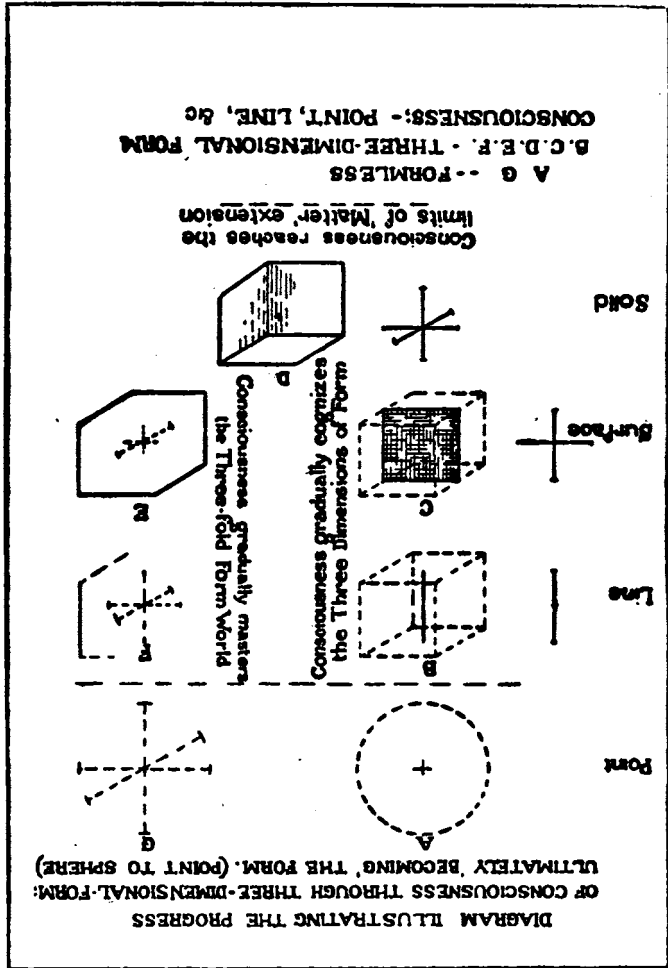 DIAGRAM ILLUSTRATING THE PROGRESS
OF CONSCIOUSNESS THROUGH THREE-DIMENSIONAL-FORM:
ULTIMATELY 'BECOMING' THE FORM. (POINT TO SPHERE)
A
G
Point
Line
B
F
Surface
C
E
Solid
D
Consciousness gradually cognizes
the Three Dimensions of Form
Consciousness gradually masters
the Three-fold Form World
Consciousness reaches the
limits of 'Matter' extension
A G -- FORMLESS
B.C.D.E.F. - THREE-DIMENSIONAL FORM
CONSCIOUSNESS;- POINT, LINE, &c